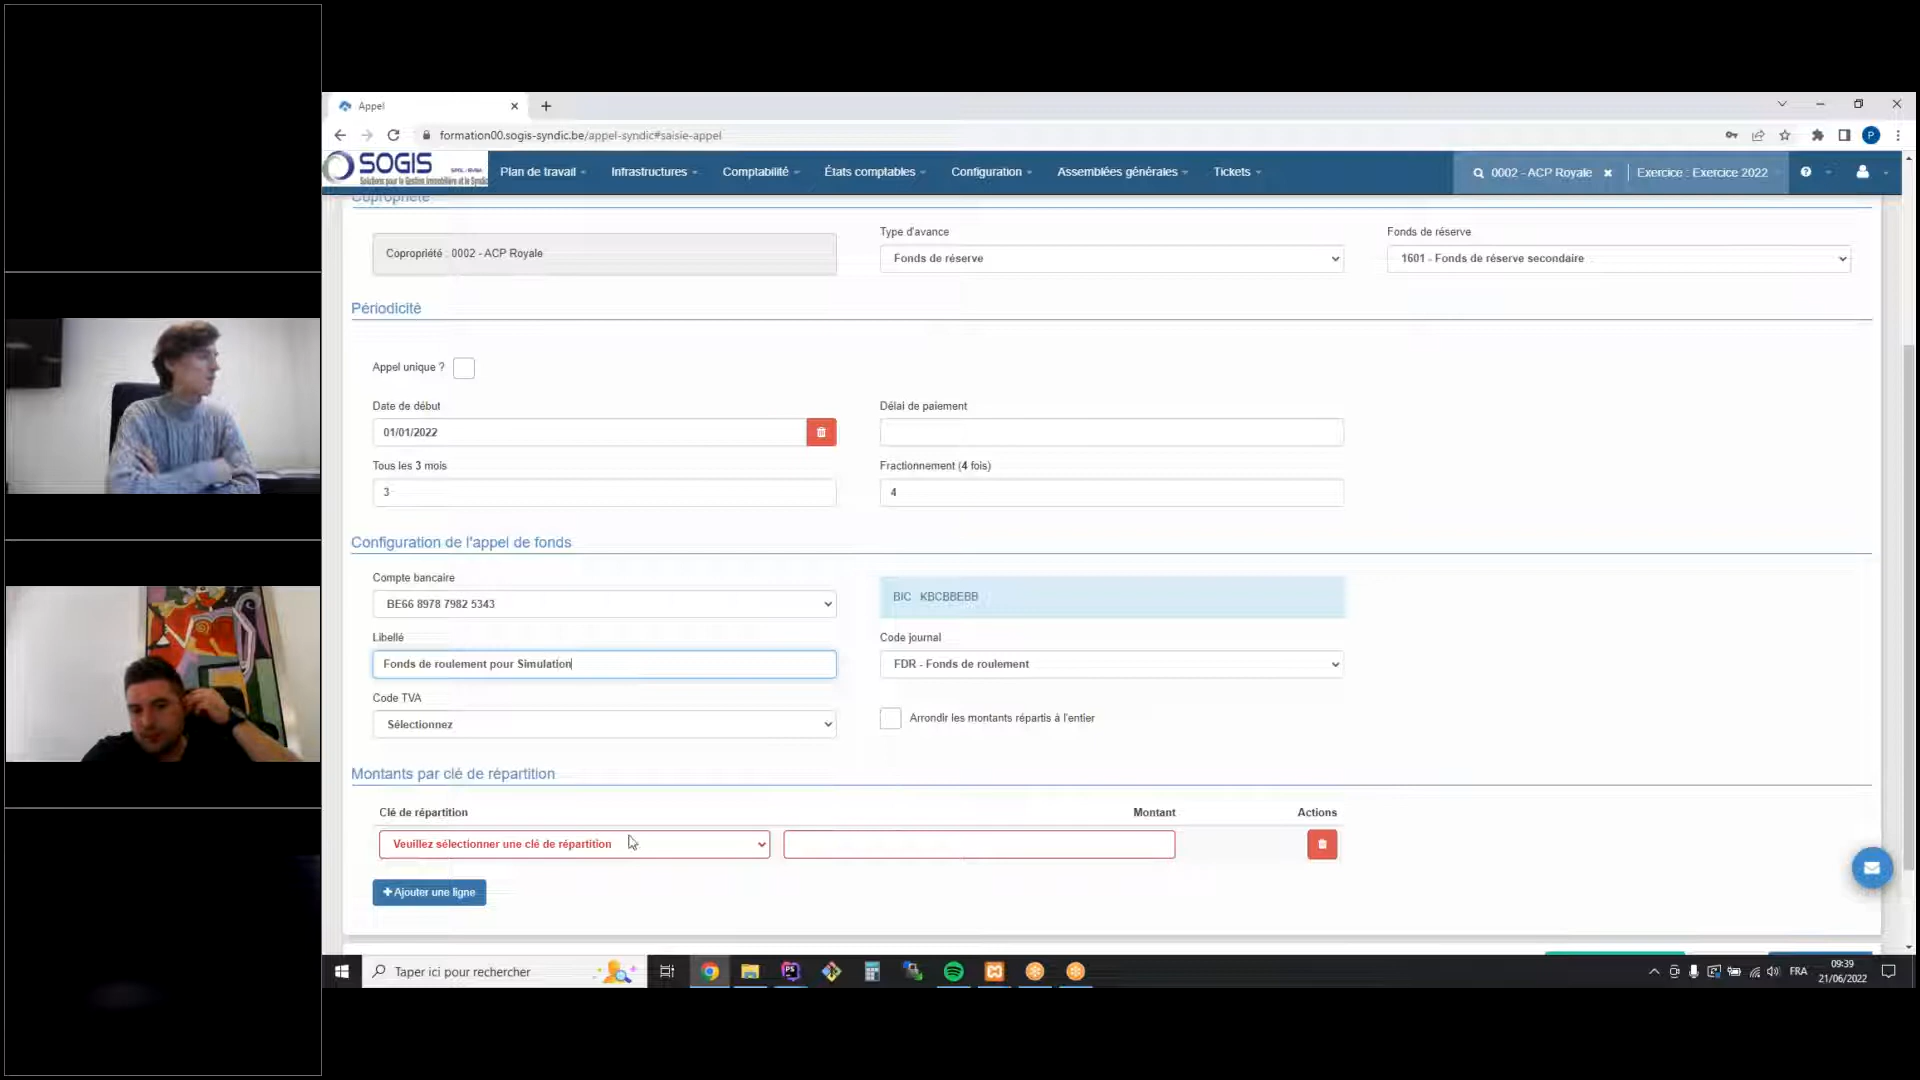 Appel
formation00.sogis-syndic.be/appel-syndic#saisie-appel
P
SOGIS
Plan de travail
Infrastructures
Comptabilité
États comptables
Configuration
Assemblées générales
Tickets
0002 - ACP Royale
Exercice : Exercice 2022
Copropriété
Copropriété : 0002 - ACP Royale
Type d'avance
Fonds de réserve
Fonds de réserve
1601 - Fonds de réserve secondaire
Périodicité
Appel unique ?
Date de début
01/01/2022
Délai de paiement
Tous les 3 mois
3
Fractionnement (4 fois)
4
Configuration de l'appel de fonds
Compte bancaire
BE66 8978 7982 5343
BIC KBCBBEBB
Libellé
Fonds de roulement pour Simulation
Code journal
FDR - Fonds de roulement
Code TVA
Sélectionnez
Arrondir les montants répartis à l'entier
Montants par clé de répartition
Clé de répartition
Montant
Actions
Veuillez sélectionner une clé de répartition
+ Ajouter une ligne
Taper ici pour rechercher
FRA
09:39
21/06/2022